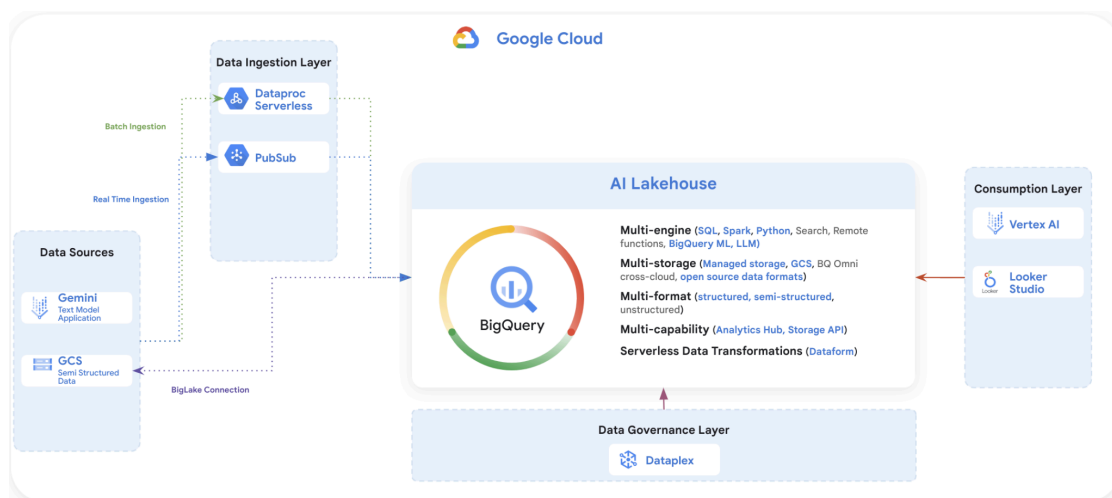 Google Cloud
Data Ingestion Layer
Dataproc
Serverless
PubSub
Batch Ingestion
Real Time Ingestion
Data Sources
Gemini
Text Model
Application
GCS
Semi Structured
Data
BigLake Connection
AI Lakehouse
BigQuery
Multi-engine (SQL, Spark, Python, Search, Remote
functions, BigQuery ML, LLM)
Multi-storage (Managed storage, GCS, BQ Omni
cross-cloud, open source data formats)
Multi-format (structured, semi-structured,
unstructured)
Multi-capability (Analytics Hub, Storage API)
Serverless Data Transformations (Dataform)
Consumption Layer
Vertex AI
Looker
Looker
Studio
Data Governance Layer
Dataplex